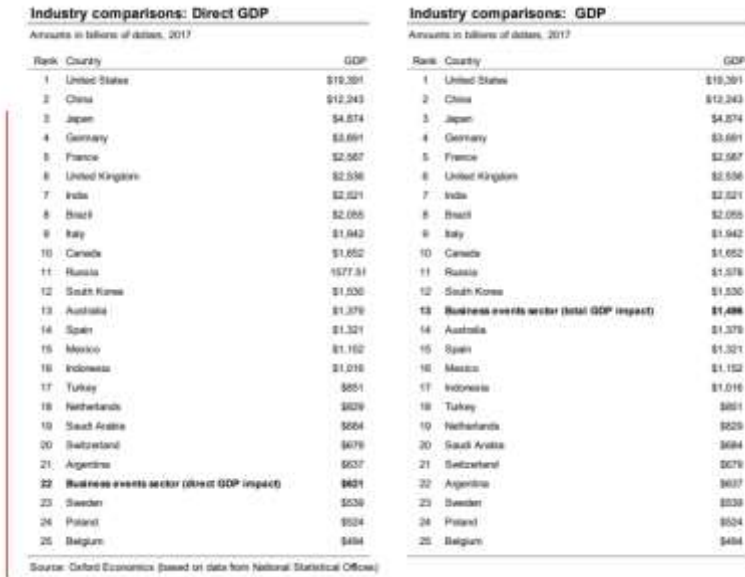 Industry comparisons: Direct GDP
Amounts in billions of dollars, 2017
Rank Country GDP
1 United States $19,391
2 China $12,243
3 Japan $4,874
4 Germany $3,691
5 France $2,587
6 United Kingdom $2,536
7 India $2,521
8 Brazil $2,055
9 Italy $1,942
10 Canada $1,652
11 Russia 1577.51
12 South Korea $1,530
13 Australia $1,379
14 Spain $1,321
15 Mexico $1,152
16 Indonesia $1,016
17 Turkey $851
18 Netherlands $829
19 Saudi Arabia $684
20 Switzerland $679
21 Argentina $637
22 Business events sector (direct GDP impact) $621
23 Sweden $539
24 Poland $524
25 Belgium $494
Source: Oxford Economics (based on data from National Statistical Offices)
Industry comparisons: GDP
Amounts in billions of dollars, 2017
Rank Country GDP
1 United States $19,391
2 China $12,243
3 Japan $4,874
4 Germany $3,691
5 France $2,587
6 United Kingdom $2,536
7 India $2,521
8 Brazil $2,055
9 Italy $1,942
10 Canada $1,652
11 Russia $1,578
12 South Korea $1,530
13 Business events sector (total GDP impact)
14 Australia $1,379
15 Spain $1,321
16 Mexico $1,152
17 Indonesia $1,016
18 Turkey $851
19 Netherlands $829
20 Saudi Arabia $684
21 Switzerland $679
22 Argentina $637
23 Sweden $539
24 Poland $524
25 Belgium $494